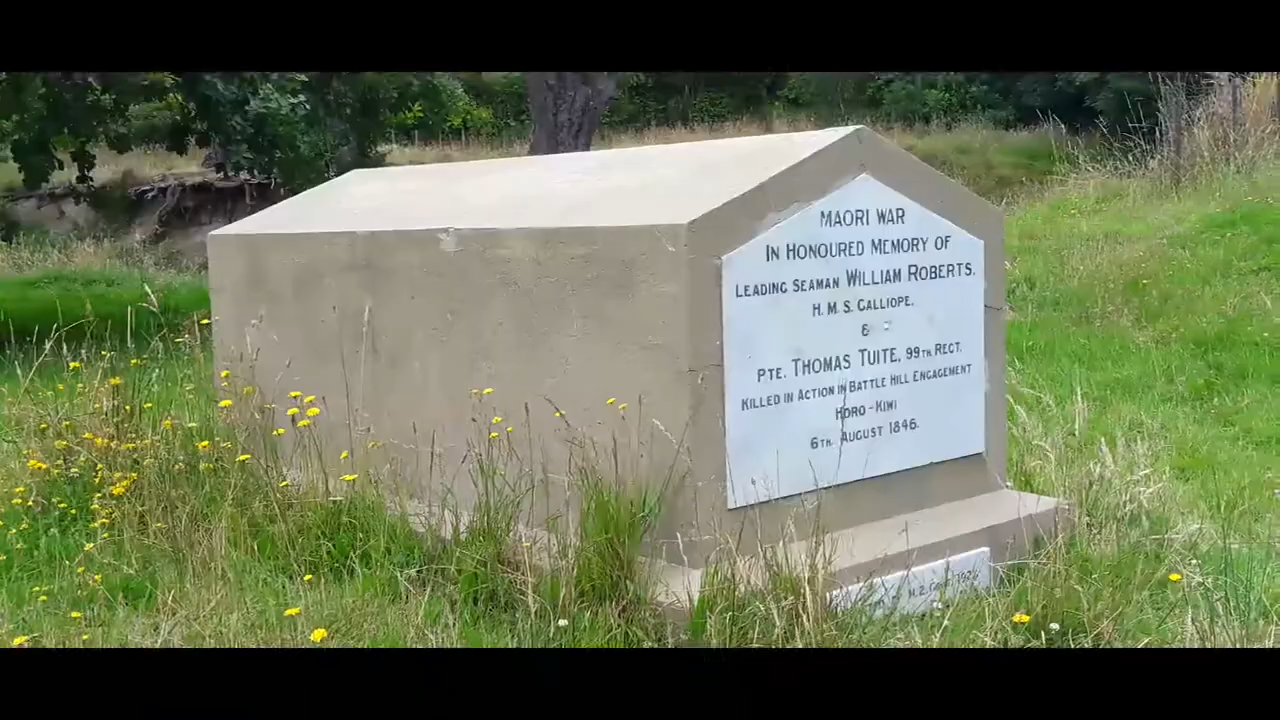 MAORI WAR
IN HONOURED MEMORY OF
LEADING SEAMAN WILLIAM ROBERTS.
H.M.S. CALLIOPE.
&
PTE. THOMAS TUITE, 99TH REGT.
KILLED IN ACTION IN BATTLE HILL ENGAGEMENT
HORO-KIWI
6TH AUGUST 1846.
N.Z.